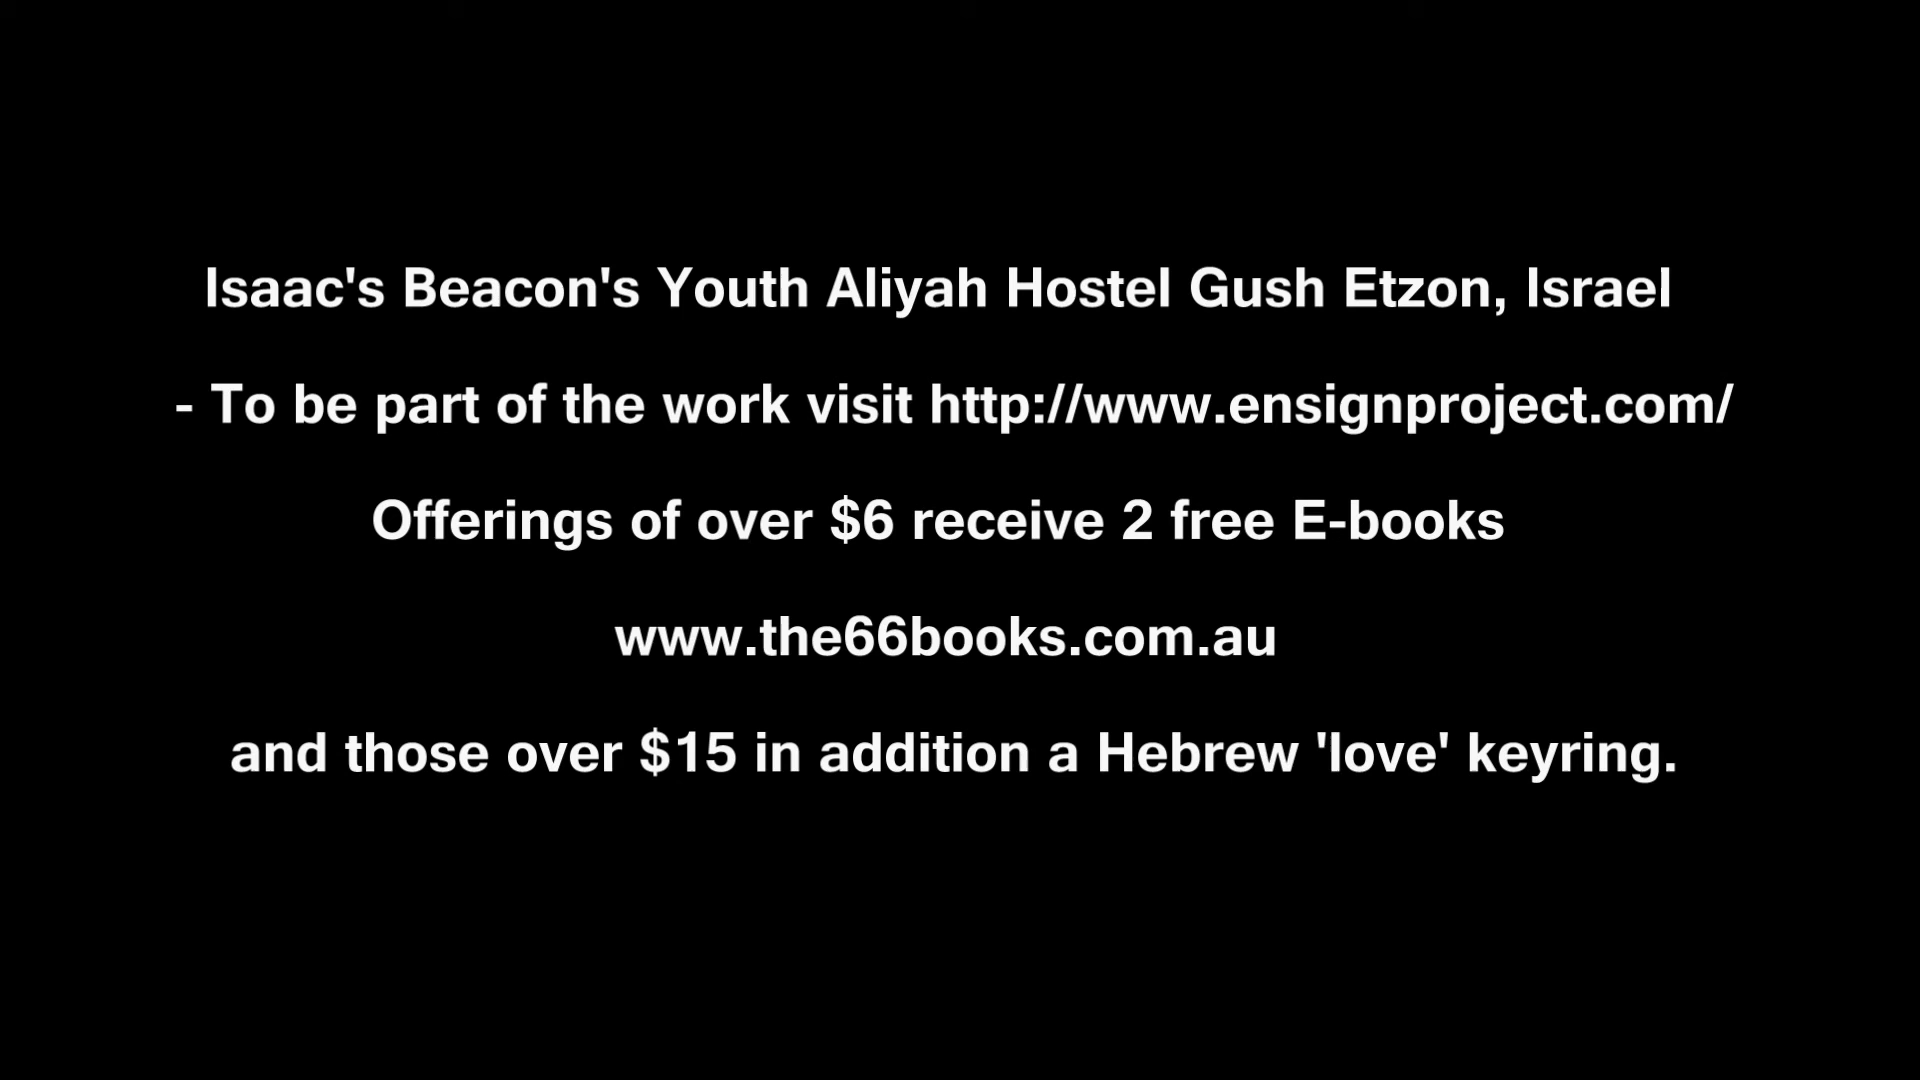 Isaac's Beacon's Youth Aliyah Hostel Gush Etzon, Israel
- To be part of the work visit http://www.ensignproject.com/
Offerings of over $6 receive 2 free E-books
www.the66books.com.au
and those over $15 in addition a Hebrew 'love' keyring.